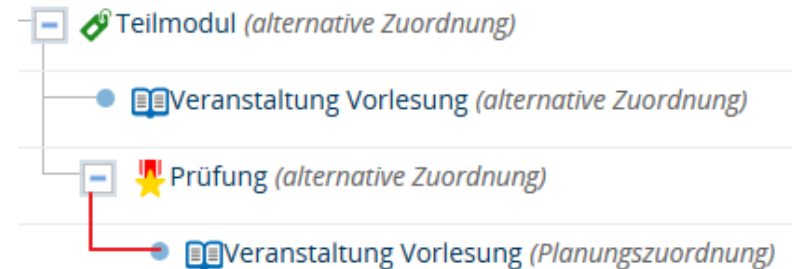 Teilmodul (alternative Zuordnung)
Veranstaltung Vorlesung (alternative Zuordnung)
Prüfung (alternative Zuordnung)
Veranstaltung Vorlesung (Planungszuordnung)